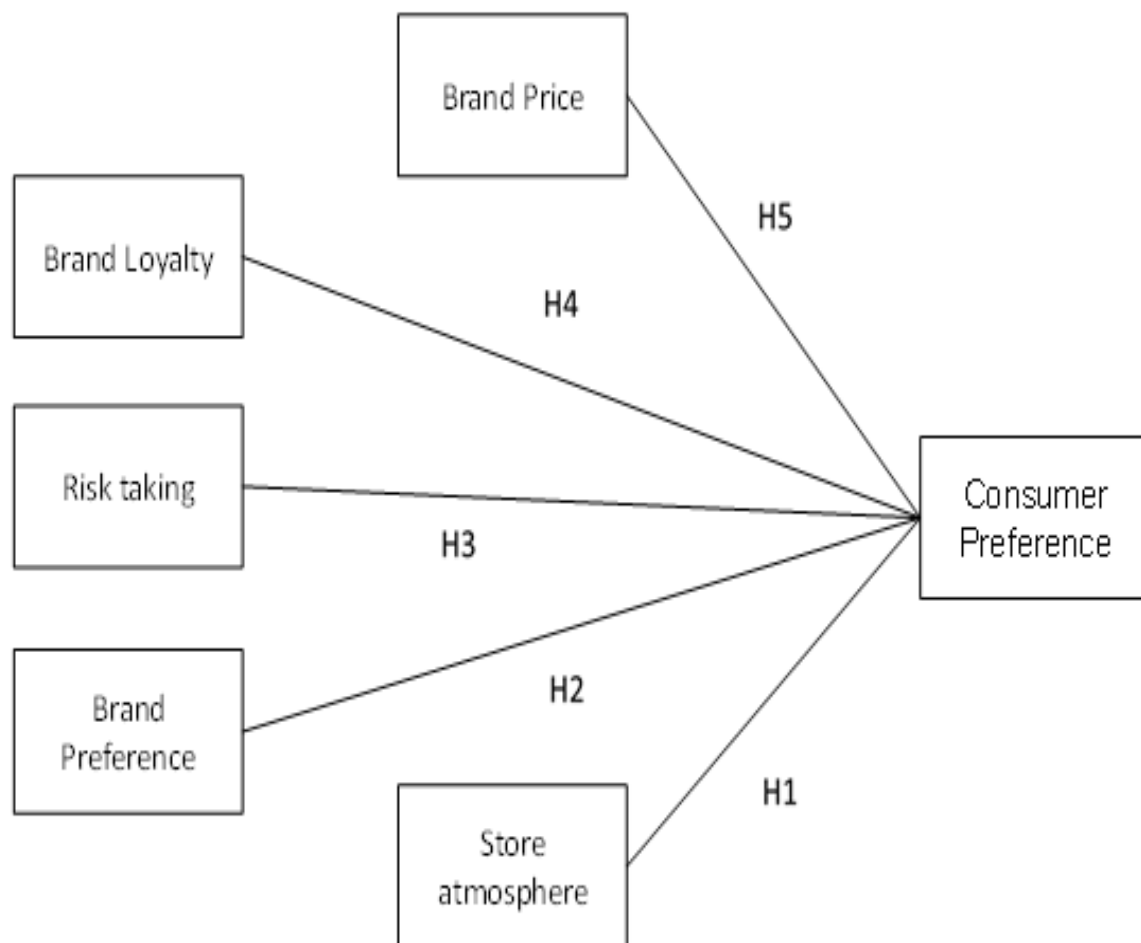 Brand Price
H5
Brand Loyalty
H4
Risk taking
H3
Consumer
Preference
Brand
Preference
H2
Store
atmosphere
H1